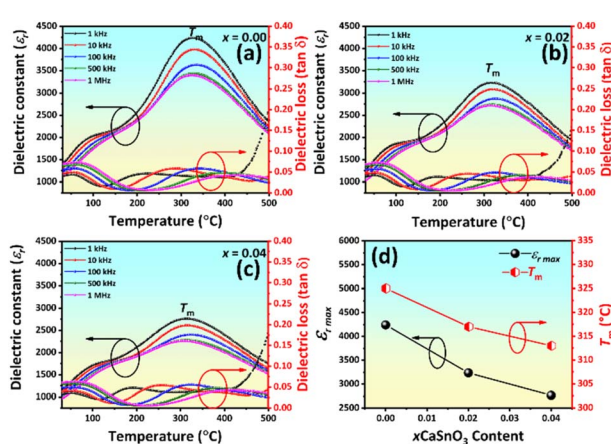 4500
4000
3500
3000
2500
2000
1500
1000
0.40
0.35
0.30
0.25
0.20
0.15
0.10
0.05
0.00
100 200 300 400 500
Dielectric constant (εr)
Temperature (°C)
Dielectric loss (tan δ)
1 kHz
10 kHz
100 kHz
500 kHz
1 MHz
Tm
x = 0.00
(a)
4500
4000
3500
3000
2500
2000
1500
1000
0.40
0.35
0.30
0.25
0.20
0.15
0.10
0.05
0.00
100 200 300 400 500
Dielectric constant (εr)
Temperature (°C)
Dielectric loss (tan δ)
1 kHz
10 kHz
100 kHz
500 kHz
1 MHz
Tm
x = 0.02
(b)
4500
4000
3500
3000
2500
2000
1500
1000
0.40
0.35
0.30
0.25
0.20
0.15
0.10
0.05
0.00
100 200 300 400 500
Dielectric constant (εr)
Temperature (°C)
Dielectric loss (tan δ)
1 kHz
10 kHz
100 kHz
500 kHz
1 MHz
Tm
x = 0.04
(c)
(d)
εr max
Tm
6000
5500
5000
4500
4000
3500
3000
2500
335
330
325
320
315
310
305
300
0.00 0.01 0.02 0.03 0.04
εr max
Tm (°C)
xCaSnO3 Content